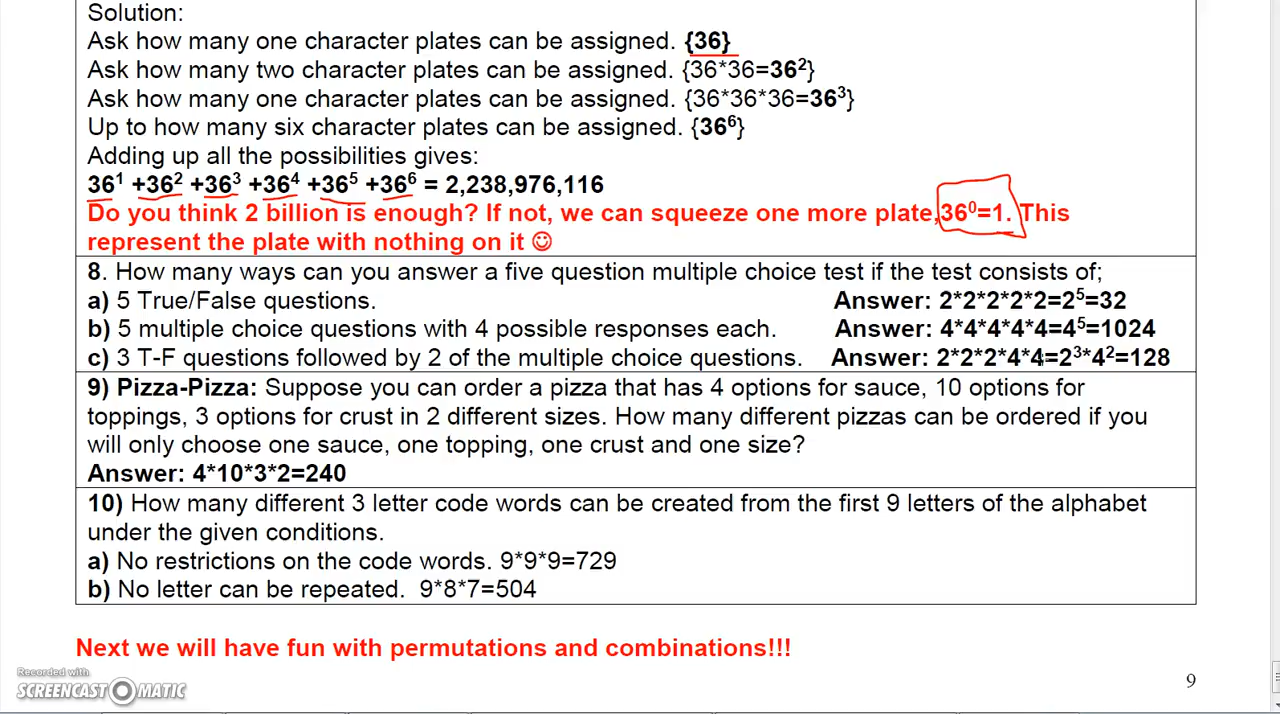 Solution:
Ask how many one character plates can be assigned. {36}
Ask how many two character plates can be assigned. {36*36=36²}
Ask how many one character plates can be assigned. {36*36*36=36³}
Up to how many six character plates can be assigned. {36⁶}
Adding up all the possibilities gives:
36¹ +36² +36³ +36⁴ +36⁵ +36⁶ = 2,238,976,116
Do you think 2 billion is enough? If not, we can squeeze one more plate,36⁰=1. This
represent the plate with nothing on it ☺
8. How many ways can you answer a five question multiple choice test if the test consists of;
a) 5 True/False questions. Answer: 2*2*2*2*2=2⁵=32
b) 5 multiple choice questions with 4 possible responses each. Answer: 4*4*4*4*4=4⁵=1024
c) 3 T-F questions followed by 2 of the multiple choice questions. Answer: 2*2*2*4*4=2³*4²=128
9) Pizza-Pizza: Suppose you can order a pizza that has 4 options for sauce, 10 options for
toppings, 3 options for crust in 2 different sizes. How many different pizzas can be ordered if you
will only choose one sauce, one topping, one crust and one size?
Answer: 4*10*3*2=240
10) How many different 3 letter code words can be created from the first 9 letters of the alphabet
under the given conditions.
a) No restrictions on the code words. 9*9*9=729
b) No letter can be repeated. 9*8*7=504
Next we will have fun with permutations and combinations!!!
Recorded with
SCREENCAST-O-MATIC
9